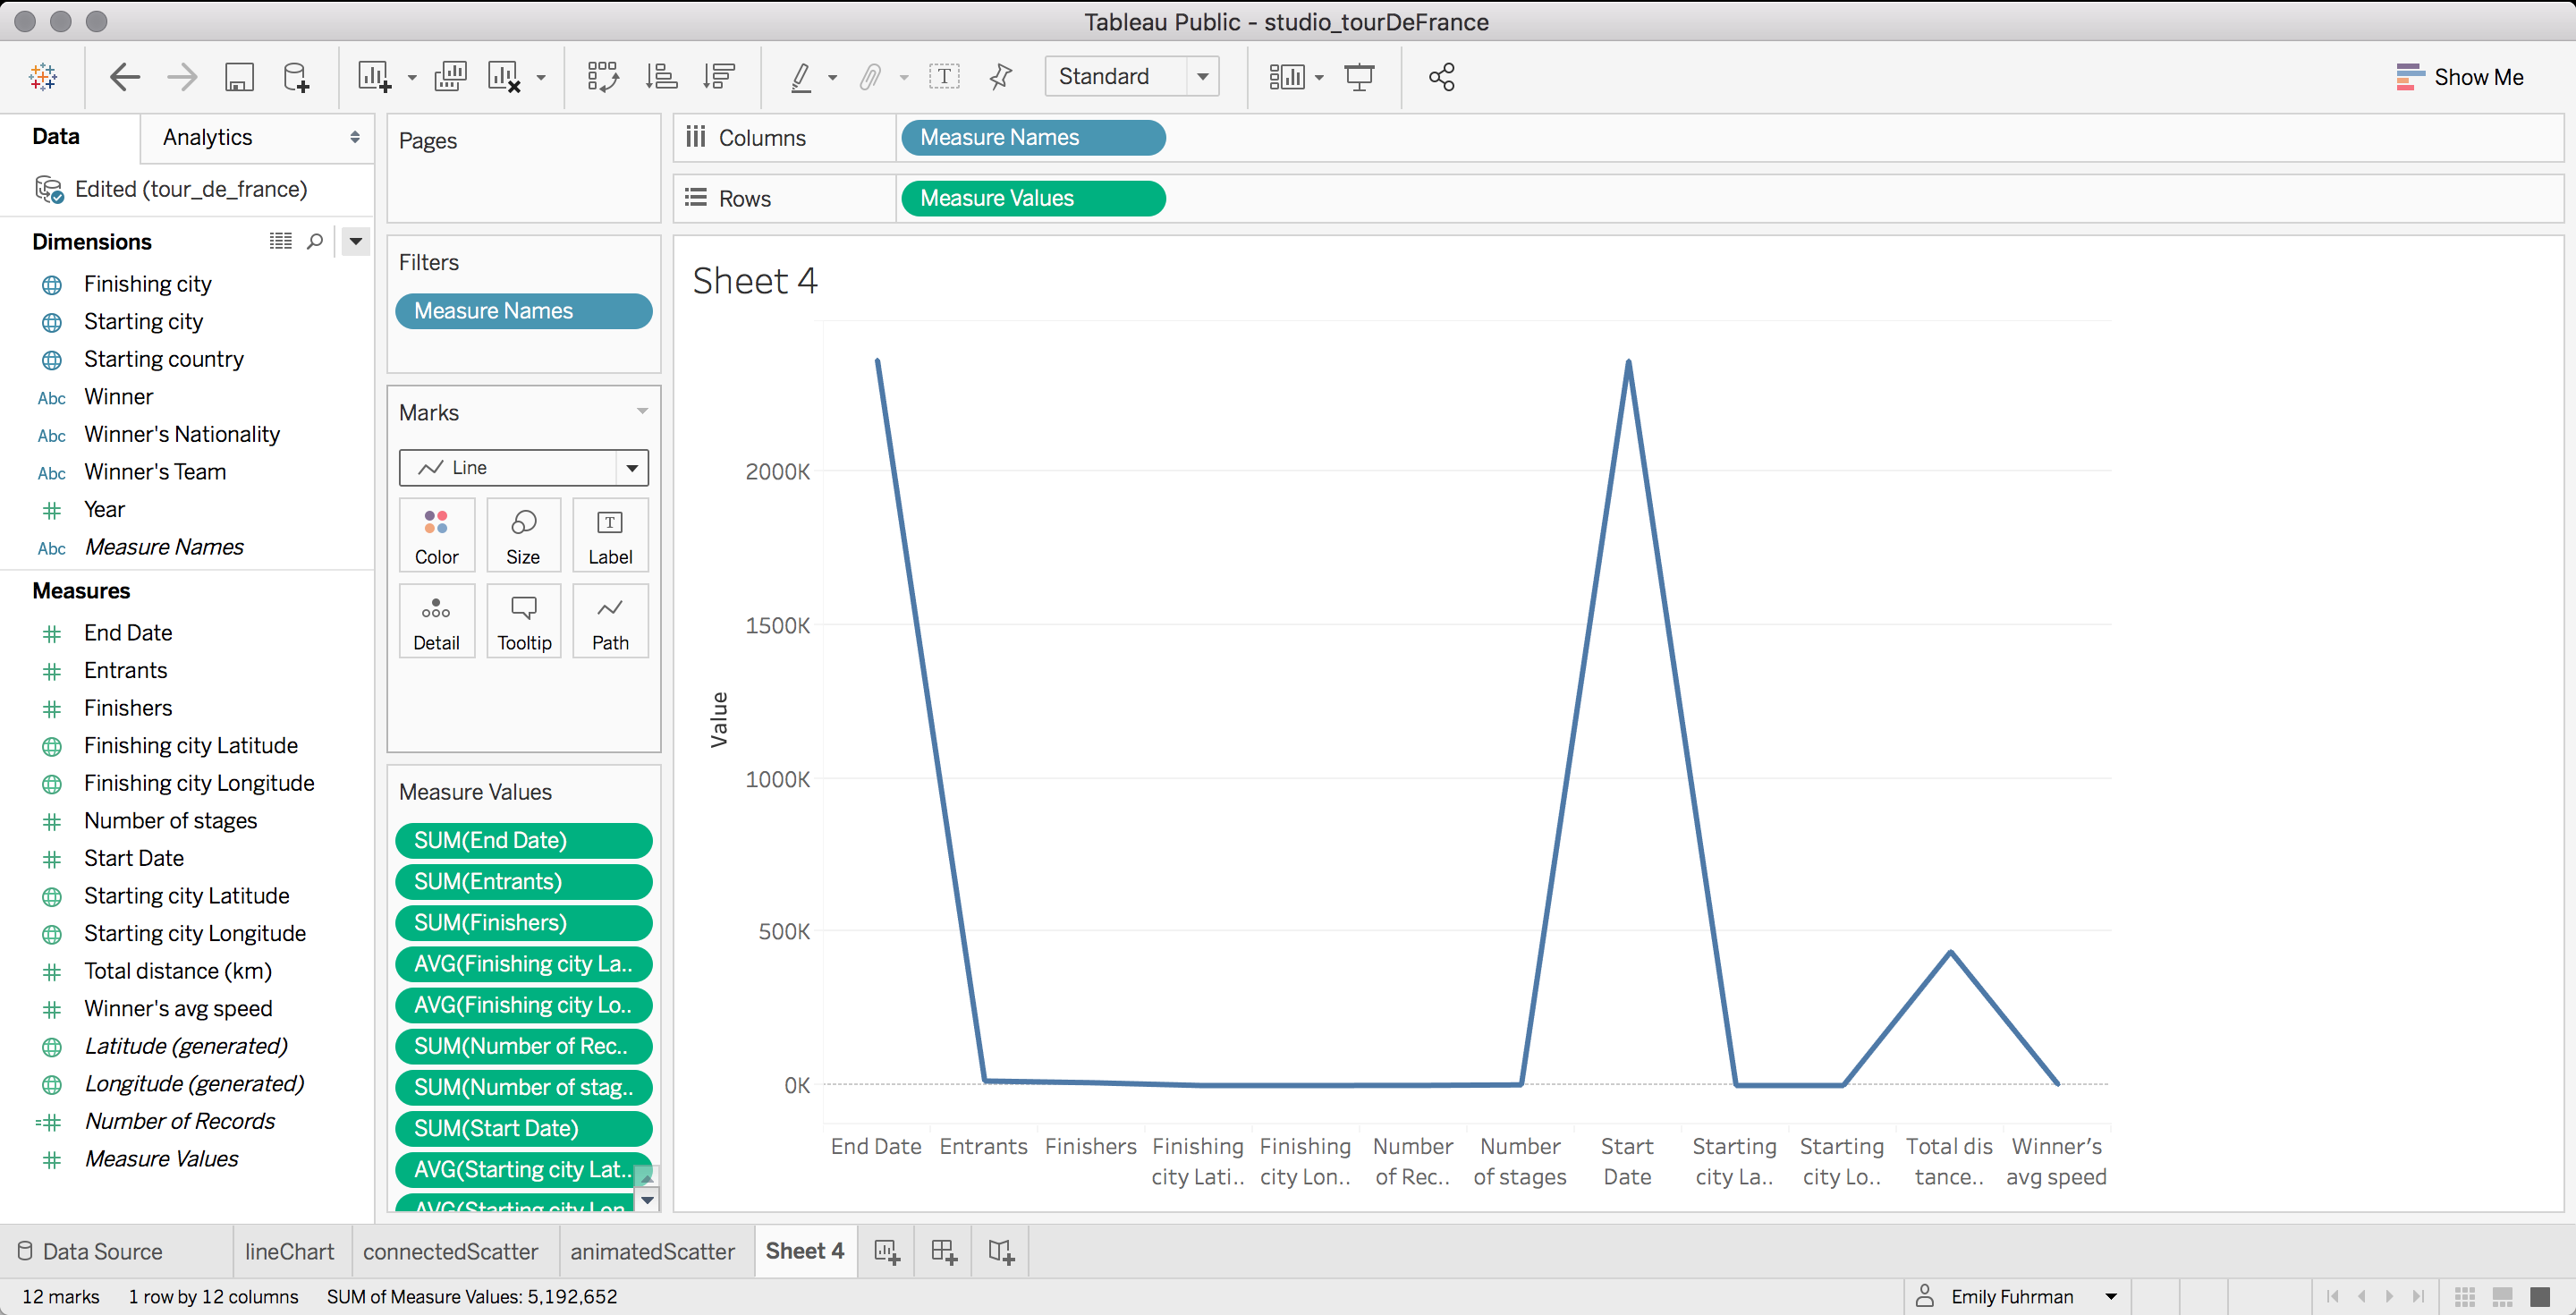 Tableau Public - studio_tourDeFrance
Standard
Show Me
Data
Analytics
Edited (tour_de_france)
Dimensions
Finishing city
Starting city
Starting country
Abc Winner
Abc Winner's Nationality
Abc Winner's Team
Year
Abc Measure Names
Measures
End Date
Entrants
Finishers
Finishing city Latitude
Finishing city Longitude
Number of stages
Start Date
Starting city Latitude
Starting city Longitude
Total distance (km)
Winner's avg speed
Latitude (generated)
Longitude (generated)
Number of Records
Measure Values
Pages
Filters
Measure Names
Marks
Line
Color Size Label
Detail Tooltip Path
Measure Values
SUM(End Date)
SUM(Entrants)
SUM(Finishers)
AVG(Finishing city La..
AVG(Finishing city Lo..
SUM(Number of Rec..
SUM(Number of stag..
SUM(Start Date)
AVG(Starting city Lat..
AVG(Starting city Lon
Columns Measure Names
Rows Measure Values
Sheet 4
Value
2000K
1500K
1000K
500K
0K
End Date Entrants Finishers Finishing Finishing Number Number Start Starting Starting Total dis Winner's
city Lati.. city Lon.. of Rec.. of stages Date city La.. city Lo.. tance.. avg speed
Data Source lineChart connectedScatter animatedScatter Sheet 4
12 marks 1 row by 12 columns SUM of Measure Values: 5,192,652 Emily Fuhrman